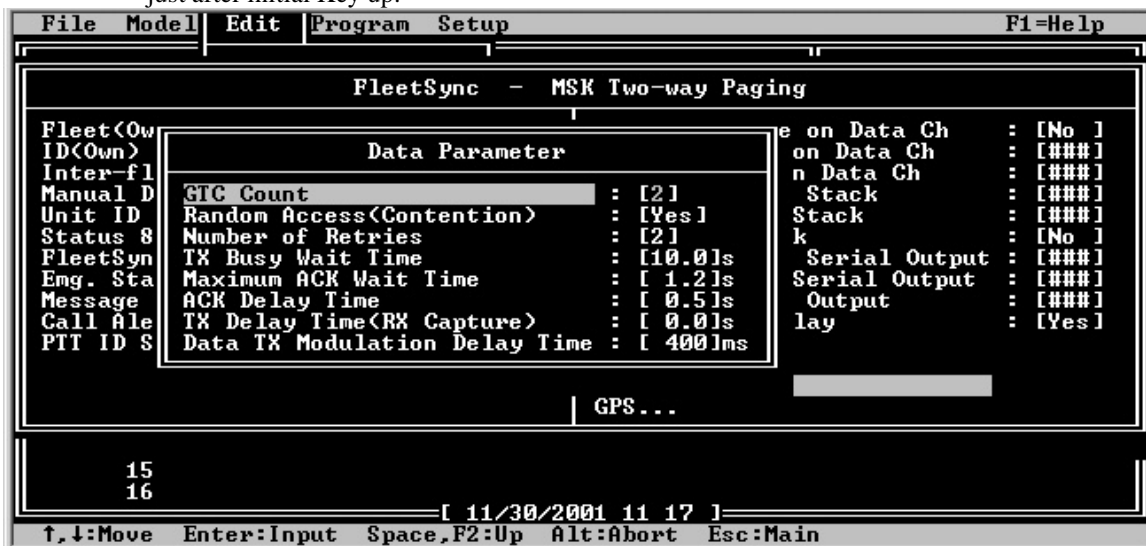 just after initial Key up.
File Model Edit Program Setup F1=Help
FleetSync - MSK Two-way Paging
Fleet(Ow e on Data Ch : [No ]
ID(Own) Data Parameter on Data Ch : [###]
Inter-fl n Data Ch : [###]
Manual D GTC Count : [2] Stack : [###]
Unit ID Random Access(Contention) : [Yes] Stack : [###]
Status 8 Number of Retries : [2] k : [No ]
FleetSyn TX Busy Wait Time : [10.0]s Serial Output : [###]
Emg. Sta Maximum ACK Wait Time : [ 1.2]s Serial Output : [###]
Message ACK Delay Time : [ 0.5]s Output : [###]
Call Ale TX Delay Time(RX Capture) : [ 0.0]s lay : [Yes]
PTT ID S Data TX Modulation Delay Time : [ 400]ms
GPS...
15
16
[ 11/30/2001 11 17 ]
↑,↓:Move Enter:Input Space,F2:Up Alt:Abort Esc:Main